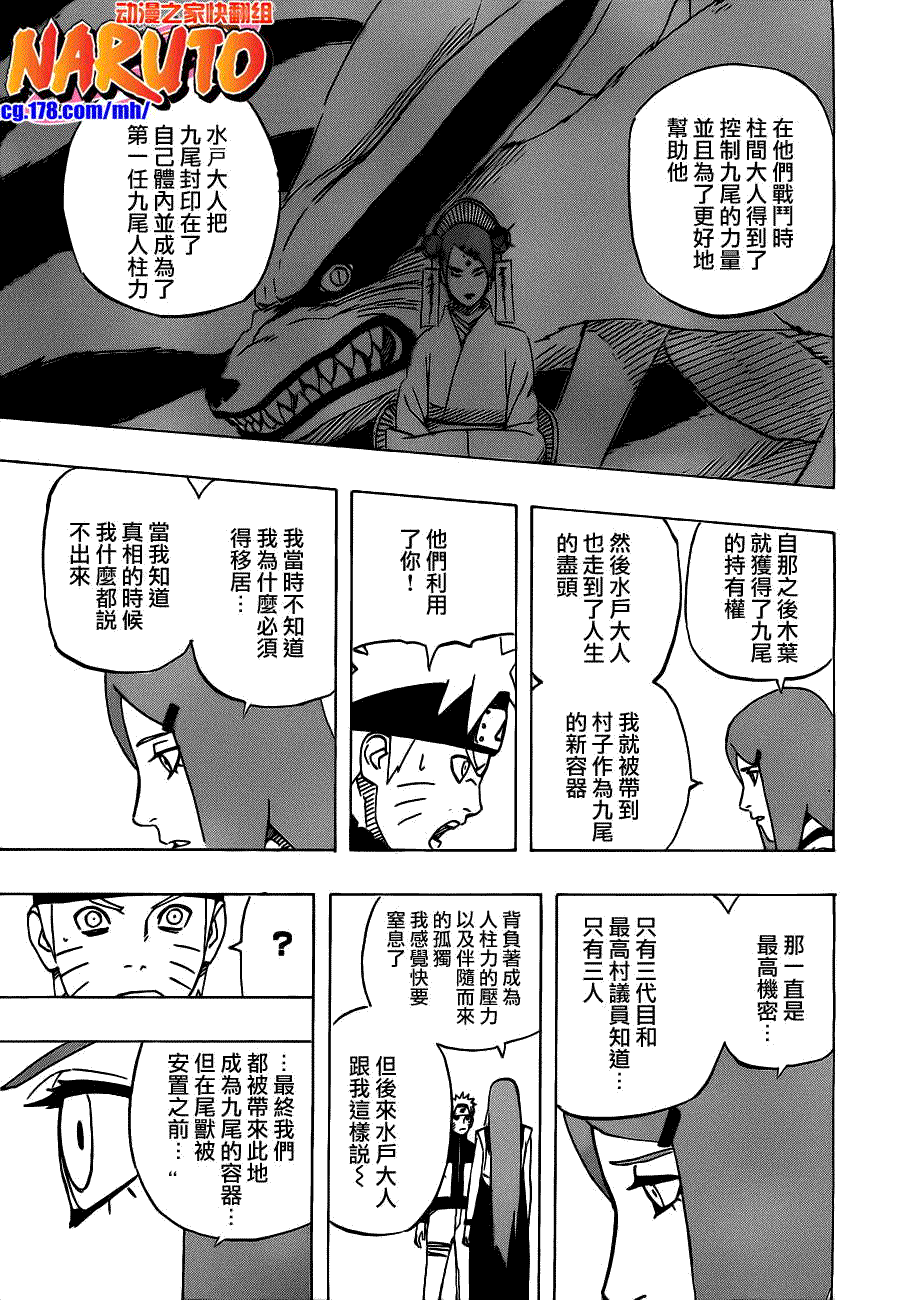 动漫之家快翻组
NARUTO
cg.178.com/mh/
在他們戰鬥時
柱間大人得到了
控制九尾的力量
並且為了更好地
幫助他
水戸大人把
九尾封印在了
自己體內並成為了
第一任九尾人柱力
自那之後木葉
就獲得了九尾
的持有權
然後水戶大人
也走到了人生
的盡頭
我就被帶到
村子作為九尾
的新容器
他們利用
了你！
我當時不知道
我為什麼必須
得移居…
當我知道
真相的時候
我什麼都説
不出來
那一直是
最高機密…
只有三代目和
最高村議員知道…
只有三人
背負著成為
人柱力的壓力
以及伴隨而來
的孤獨
我感覺快要
窒息了
但後來水戶大人
跟我這樣說～
？
…最終我們
都被帶來此地
成為九尾的容器…
但在尾獸被
安置之前…“